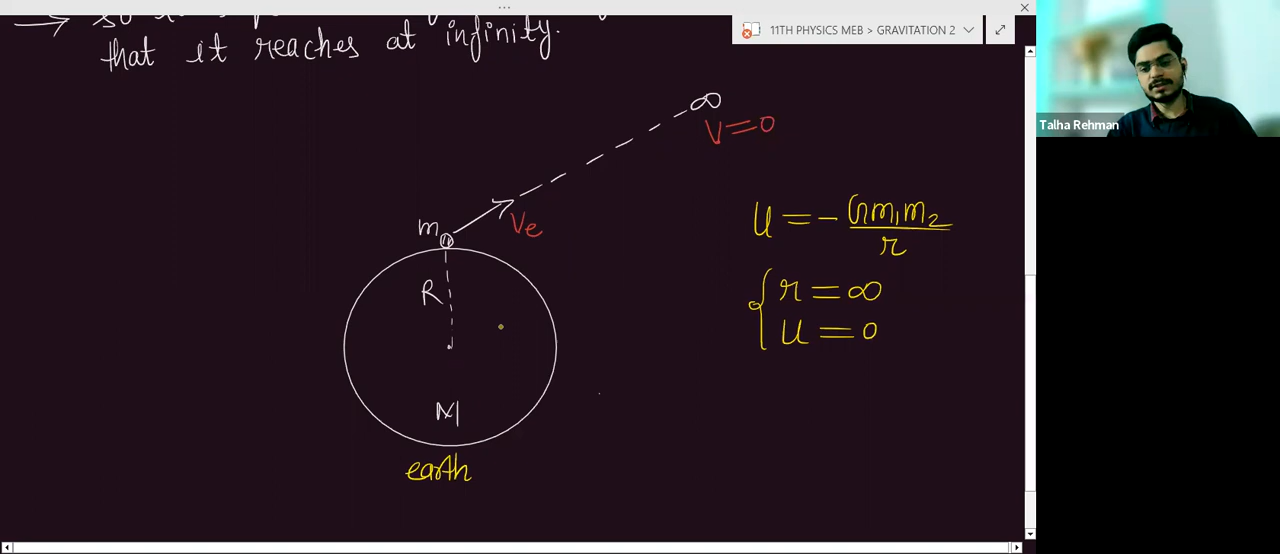 11TH PHYSICS MEB > GRAVITATION 2
that it reaches at infinity.
Talha Rehman
∞
V=0
m
Ve
R
M
earth
U = - Gm₁m₂ / r
r = ∞
U = 0